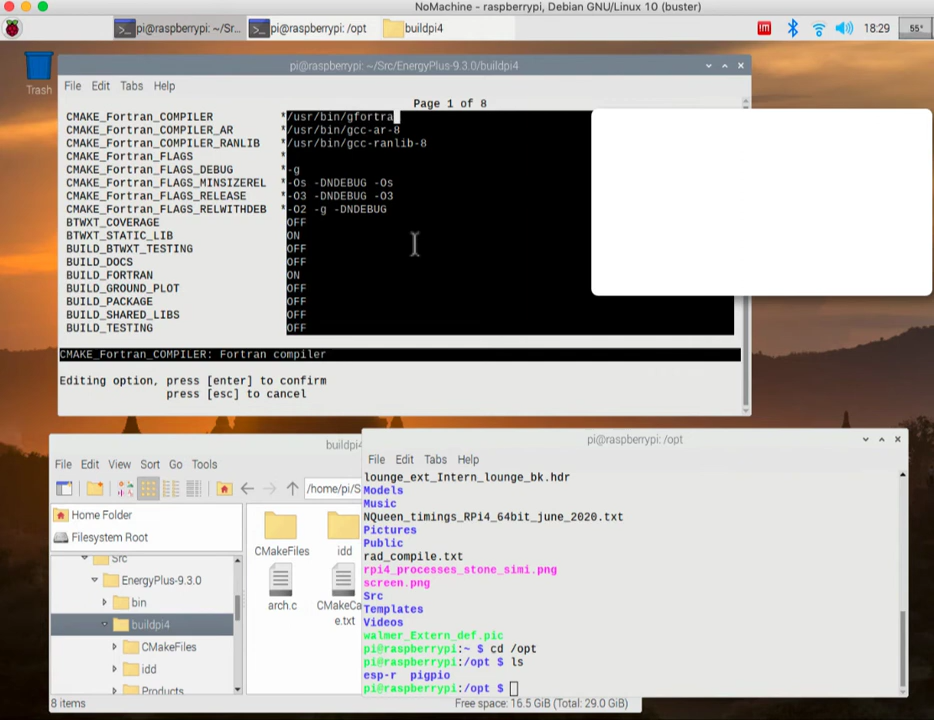 NoMachine - raspberrypi, Debian GNU/Linux 10 (buster)
pi@raspberrypi: ~/Sr...
pi@raspberrypi: /opt
buildpi4
18:29
55°
Trash
pi@raspberrypi: ~/Src/EnergyPlus-9.3.0/buildpi4
File Edit Tabs Help
Page 1 of 8
CMAKE_Fortran_COMPILER */usr/bin/gfortra
CMAKE_Fortran_COMPILER_AR */usr/bin/gcc-ar-8
CMAKE_Fortran_COMPILER_RANLIB */usr/bin/gcc-ranlib-8
CMAKE_Fortran_FLAGS *
CMAKE_Fortran_FLAGS_DEBUG *-g
CMAKE_Fortran_FLAGS_MINSIZEREL *-Os -DNDEBUG -Os
CMAKE_Fortran_FLAGS_RELEASE *-O3 -DNDEBUG -O3
CMAKE_Fortran_FLAGS_RELWITHDEB *-O2 -g -DNDEBUG
BTWXT_COVERAGE OFF
BTWXT_STATIC_LIB ON
BUILD_BTWXT_TESTING OFF
BUILD_DOCS OFF
BUILD_FORTRAN ON
BUILD_GROUND_PLOT OFF
BUILD_PACKAGE OFF
BUILD_SHARED_LIBS OFF
BUILD_TESTING OFF
CMAKE_Fortran_COMPILER: Fortran compiler
Editing option, press [enter] to confirm
press [esc] to cancel
buildpi4
File Edit View Sort Go Tools
/home/pi/S
Home Folder
Filesystem Root
Src
EnergyPlus-9.3.0
bin
buildpi4
CMakeFiles
idd
Products
CMakeFiles
idd
arch.c
CMakeCa
e.txt
8 items
Free space: 16.5 GiB (Total: 29.0 GiB)
pi@raspberrypi: /opt
File Edit Tabs Help
lounge_ext_Intern_lounge_bk.hdr
Models
Music
NQueen_timings_RPi4_64bit_june_2020.txt
Pictures
Public
rad_compile.txt
rpi4_processes_stone_simi.png
screen.png
Src
Templates
Videos
walmer_Extern_def.pic
pi@raspberrypi:~ $ cd /opt
pi@raspberrypi:/opt $ ls
esp-r pigpio
pi@raspberrypi:/opt $